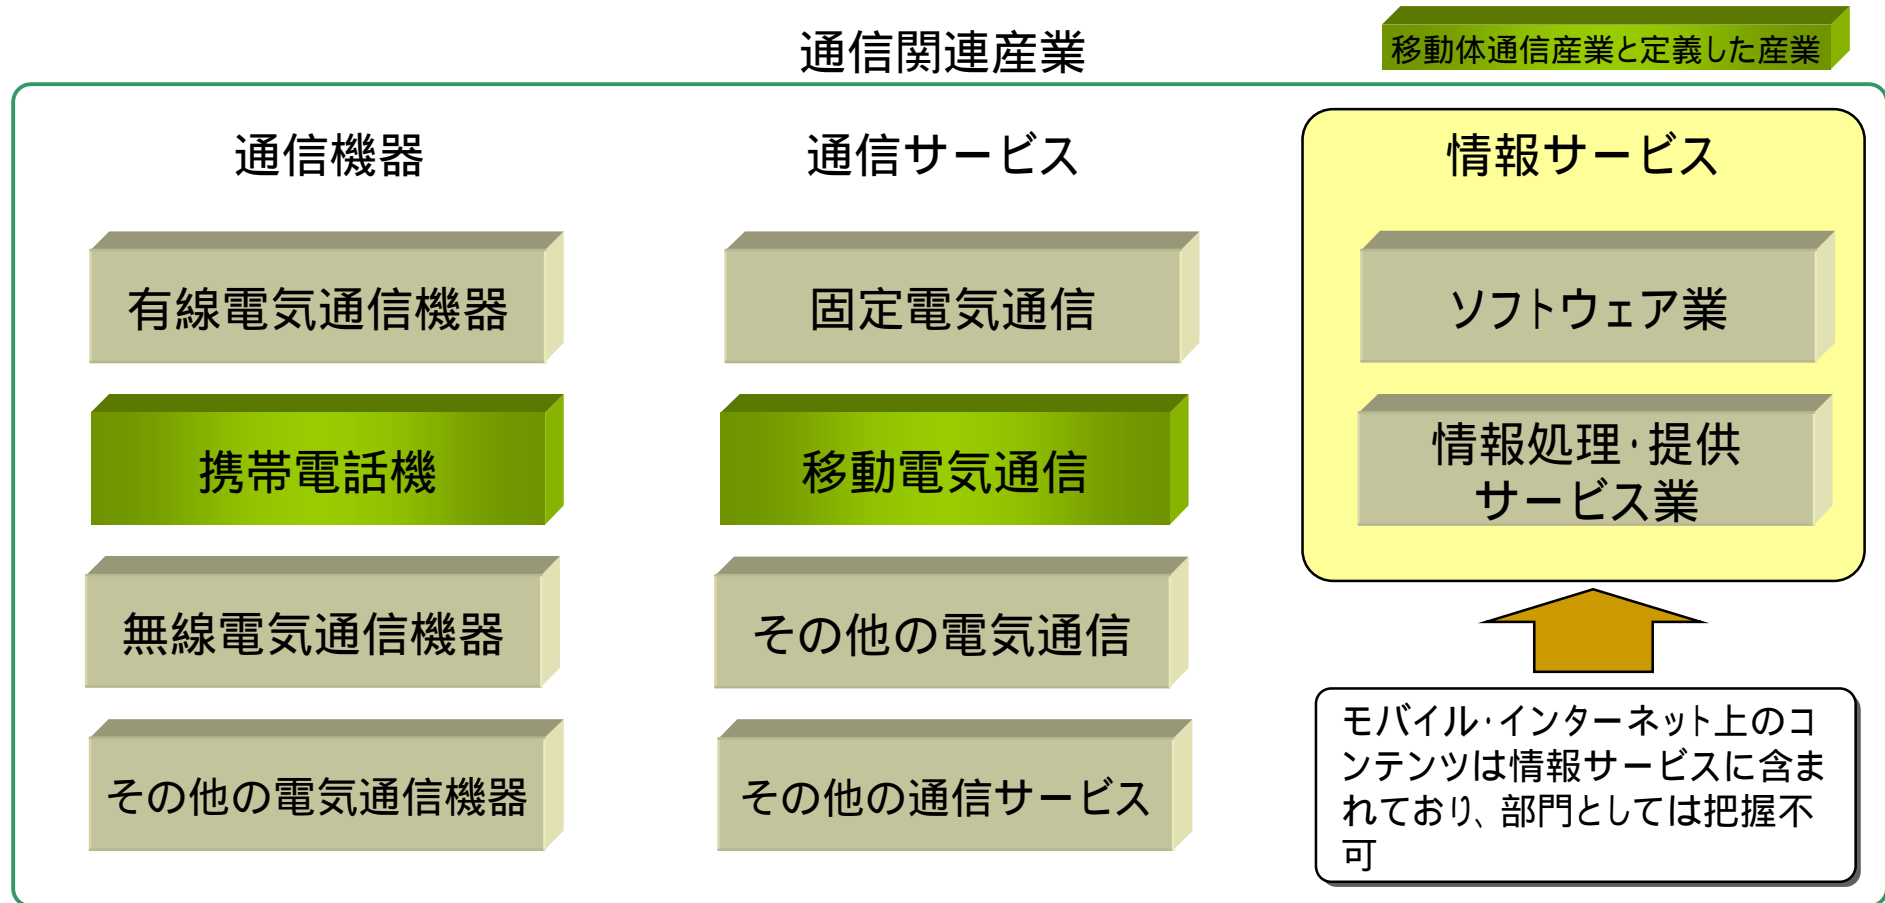 通信関連産業
移動体通信産業と定義した産業
通信機器
有線電気通信機器
携帯電話機
無線電気通信機器
その他の電気通信機器
通信サービス
固定電気通信
移動電気通信
その他の電気通信
その他の通信サービス
情報サービス
ソフトウェア業
情報処理・提供
サービス業
モバイル・インターネット上のコ
ンテンツは情報サービスに含ま
れており、部門としては把握不
可